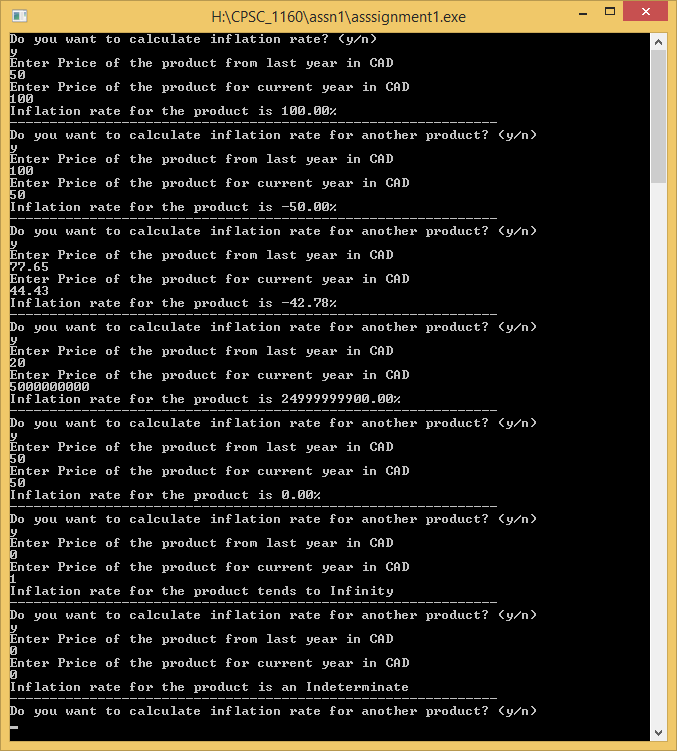 H:\CPSC_1160\assn1\asssignment1.exe
Do you want to calculate inflation rate? (y/n)
y
Enter Price of the product from last year in CAD
50
Enter Price of the product for current year in CAD
100
Inflation rate for the product is 100.00%
-------------------------------------------------------------
Do you want to calculate inflation rate for another product? (y/n)
y
Enter Price of the product from last year in CAD
100
Enter Price of the product for current year in CAD
50
Inflation rate for the product is -50.00%
-------------------------------------------------------------
Do you want to calculate inflation rate for another product? (y/n)
y
Enter Price of the product from last year in CAD
77.65
Enter Price of the product for current year in CAD
44.43
Inflation rate for the product is -42.78%
-------------------------------------------------------------
Do you want to calculate inflation rate for another product? (y/n)
y
Enter Price of the product from last year in CAD
20
Enter Price of the product for current year in CAD
5000000000
Inflation rate for the product is 24999999900.00%
-------------------------------------------------------------
Do you want to calculate inflation rate for another product? (y/n)
y
Enter Price of the product from last year in CAD
50
Enter Price of the product for current year in CAD
50
Inflation rate for the product is 0.00%
-------------------------------------------------------------
Do you want to calculate inflation rate for another product? (y/n)
y
Enter Price of the product from last year in CAD
0
Enter Price of the product for current year in CAD
1
Inflation rate for the product tends to Infinity
-------------------------------------------------------------
Do you want to calculate inflation rate for another product? (y/n)
y
Enter Price of the product from last year in CAD
0
Enter Price of the product for current year in CAD
0
Inflation rate for the product is an Indeterminate
-------------------------------------------------------------
Do you want to calculate inflation rate for another product? (y/n)